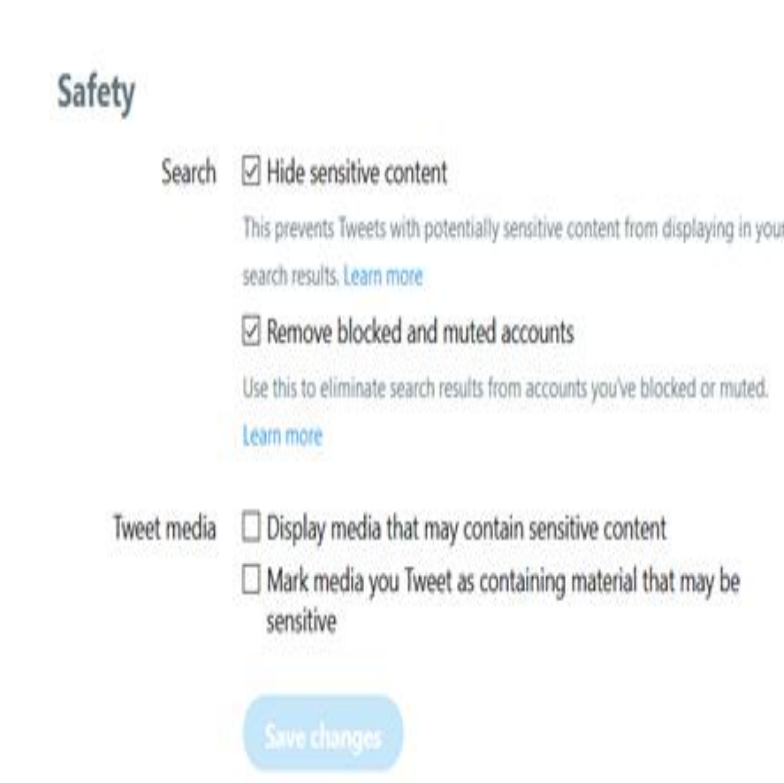 Safety
Search Hide sensitive content
This prevents Tweets with potentially sensitive content from displaying in your
search results. Learn more
Remove blocked and muted accounts
Use this to eliminate search results from accounts you've blocked or muted.
Learn more
Tweet media Display media that may contain sensitive content
Mark media you Tweet as containing material that may be
sensitive
Save changes